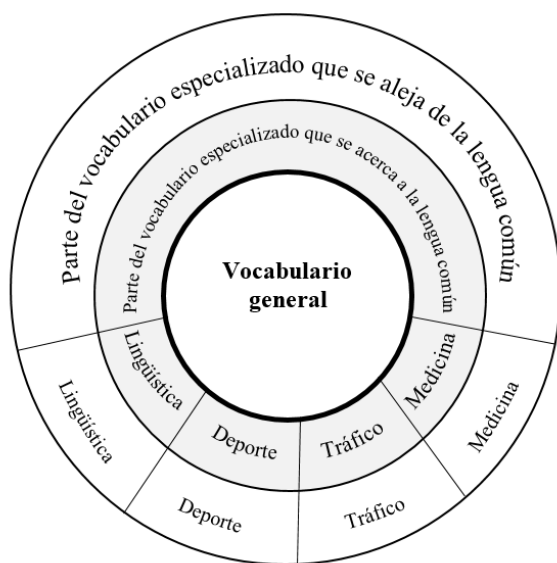 Parte del vocabulario especializado que se aleja de la lengua común
Parte del vocabulario especializado que se acerca a la lengua común
Vocabulario
general
Lingüística
Deporte
Tráfico
Medicina
Lingüística
Deporte
Tráfico
Medicina